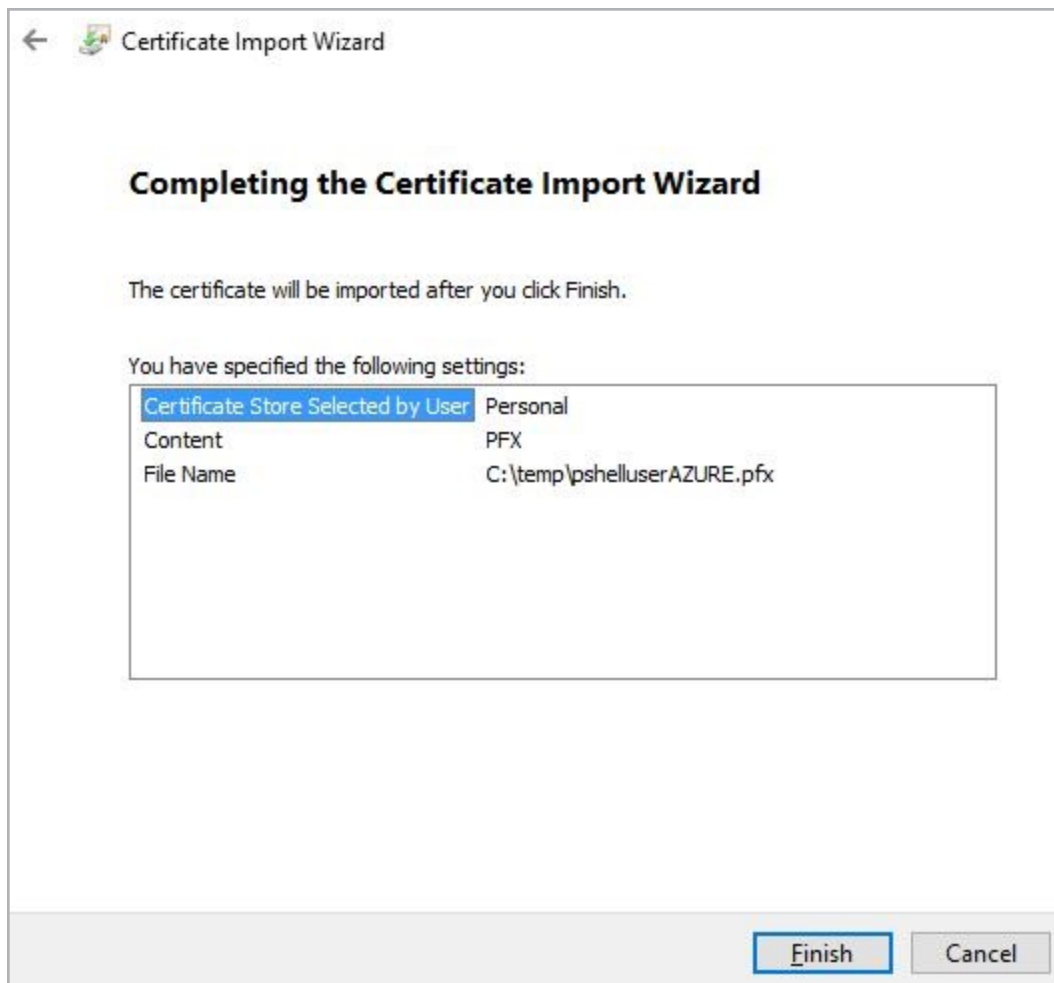 Certificate Import Wizard
Completing the Certificate Import Wizard
The certificate will be imported after you click Finish.
You have specified the following settings:
Certificate Store Selected by User Personal
Content PFX
File Name C:\temp\pshelluserAZURE.pfx
Finish Cancel